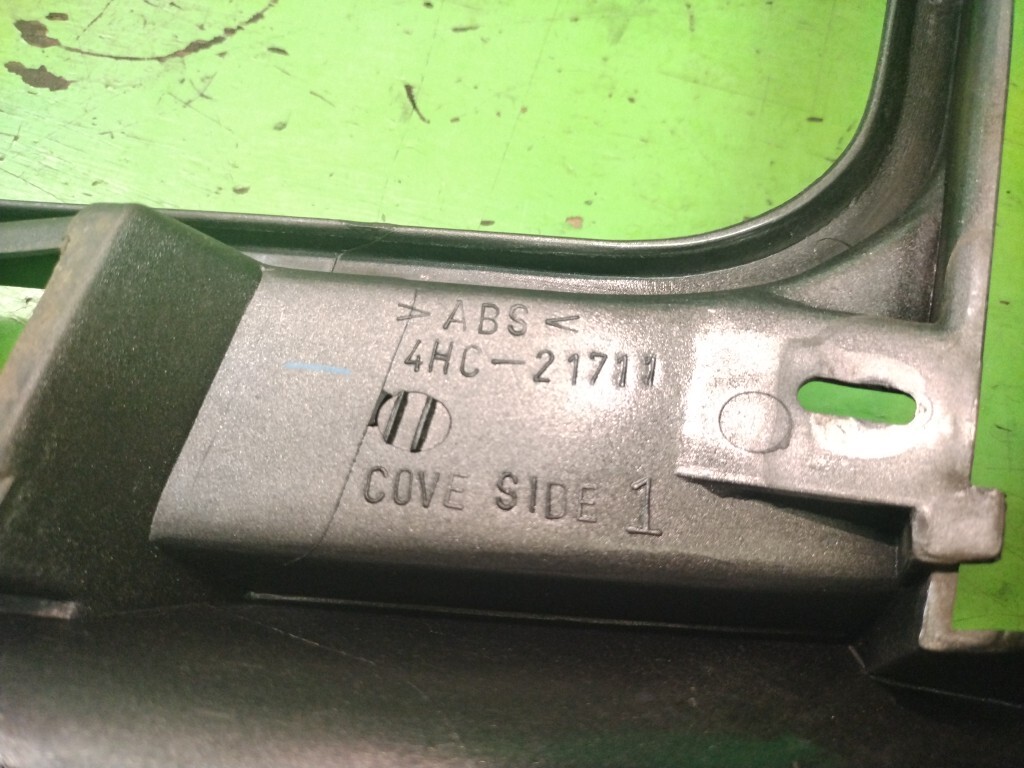 > ABS <
4HC-21711
COVE SIDE 1